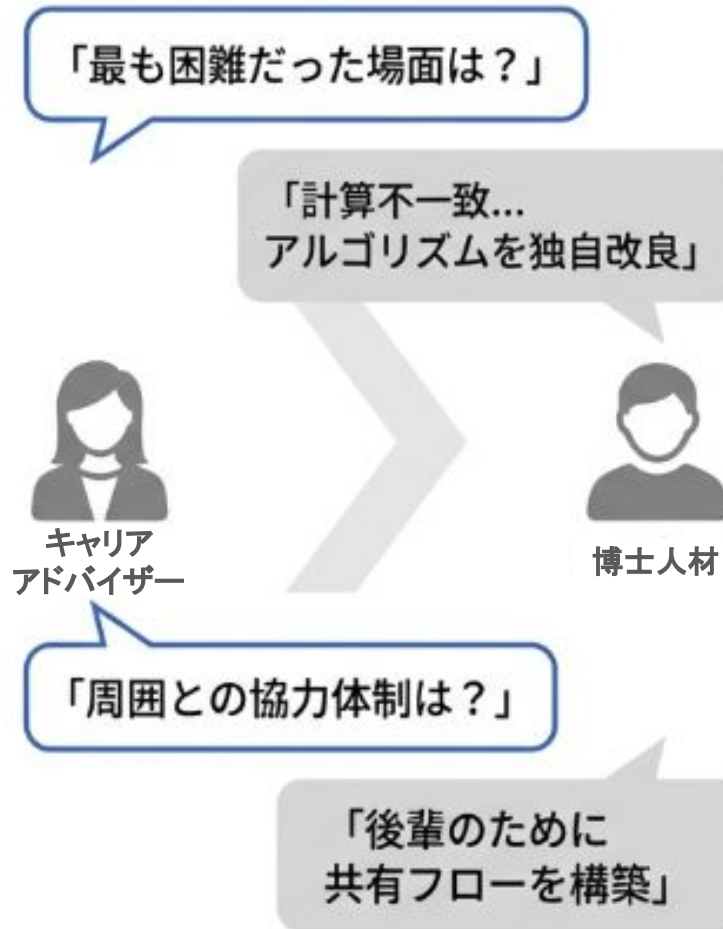 「最も困難だった場面は？」
「計算不一致...
アルゴリズムを独自改良」
キャリア
アドバイザー
博士人材
「周囲との協力体制は？」
「後輩のために
共有フローを構築」